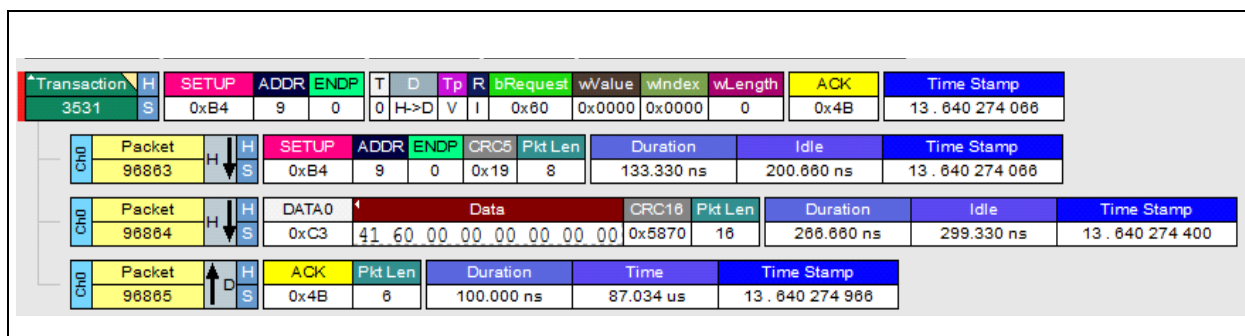 Transaction H SETUP ADDR ENDP T D Tp R bRequest wValue wIndex wLength ACK Time Stamp
3531 S 0xB4 9 0 0 H->D V I 0x60 0x0000 0x0000 0 0x4B 13 . 640 274 066
Ch0 Packet H H SETUP ADDR ENDP CRC5 Pkt Len Duration Idle Time Stamp
96863 S 0xB4 9 0 0x19 8 133.330 ns 200.660 ns 13 . 640 274 066
Ch0 Packet H H DATA0 Data CRC16 Pkt Len Duration Idle Time Stamp
96864 S 0xC3 41 60 00 00 00 00 00 00 0x5870 16 266.660 ns 299.330 ns 13 . 640 274 400
Ch0 Packet D H ACK Pkt Len Duration Time Time Stamp
96865 S 0x4B 6 100.000 ns 87.034 us 13 . 640 274 966